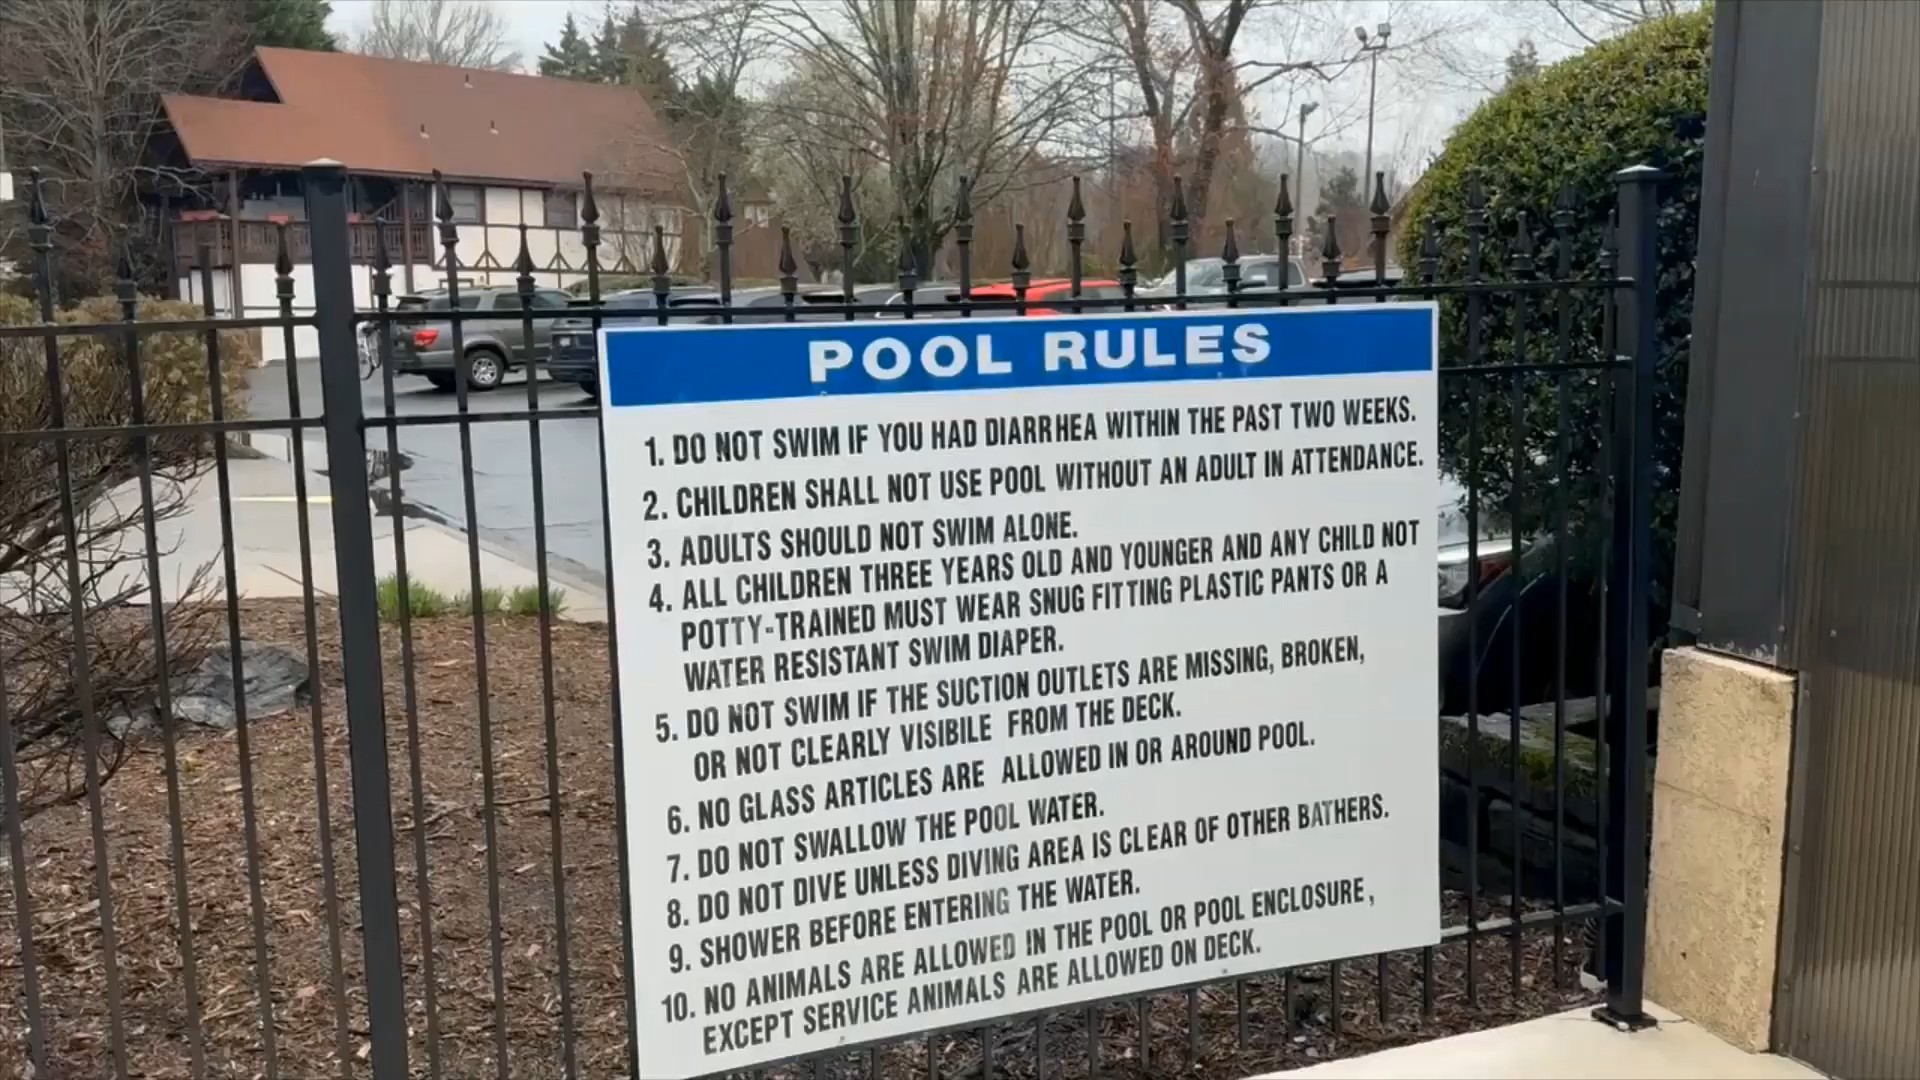 POOL RULES
1. DO NOT SWIM IF YOU HAD DIARRHEA WITHIN THE PAST TWO WEEKS.
2. CHILDREN SHALL NOT USE POOL WITHOUT AN ADULT IN ATTENDANCE.
3. ADULTS SHOULD NOT SWIM ALONE.
4. ALL CHILDREN THREE YEARS OLD AND YOUNGER AND ANY CHILD NOT
POTTY-TRAINED MUST WEAR SNUG FITTING PLASTIC PANTS OR A
WATER RESISTANT SWIM DIAPER.
5. DO NOT SWIM IF THE SUCTION OUTLETS ARE MISSING, BROKEN,
OR NOT CLEARLY VISIBILE FROM THE DECK.
6. NO GLASS ARTICLES ARE ALLOWED IN OR AROUND POOL.
7. DO NOT SWALLOW THE POOL WATER.
8. DO NOT DIVE UNLESS DIVING AREA IS CLEAR OF OTHER BATHERS.
9. SHOWER BEFORE ENTERING THE WATER.
10. NO ANIMALS ARE ALLOWED IN THE POOL OR POOL ENCLOSURE,
EXCEPT SERVICE ANIMALS ARE ALLOWED ON DECK.